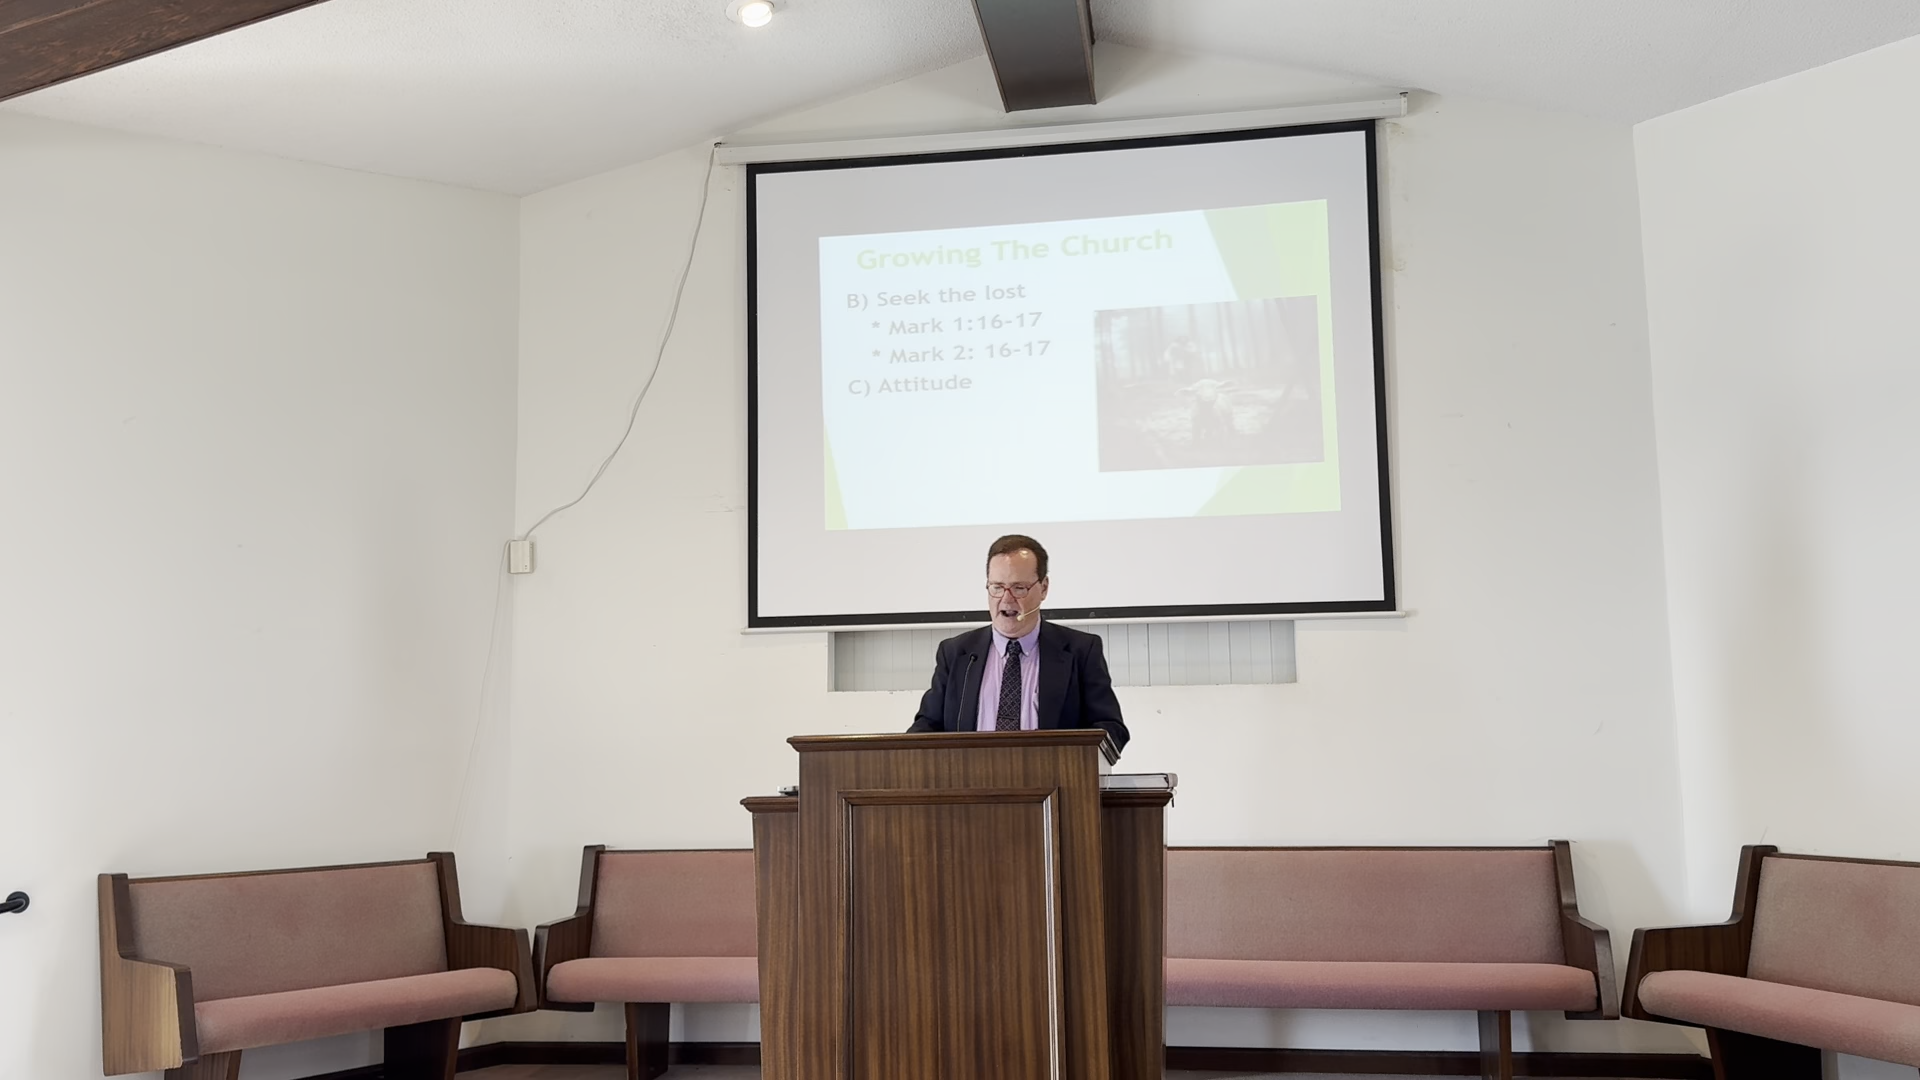 Growing The Church
B) Seek the lost
* Mark 1:16-17
* Mark 2: 16-17
C) Attitude